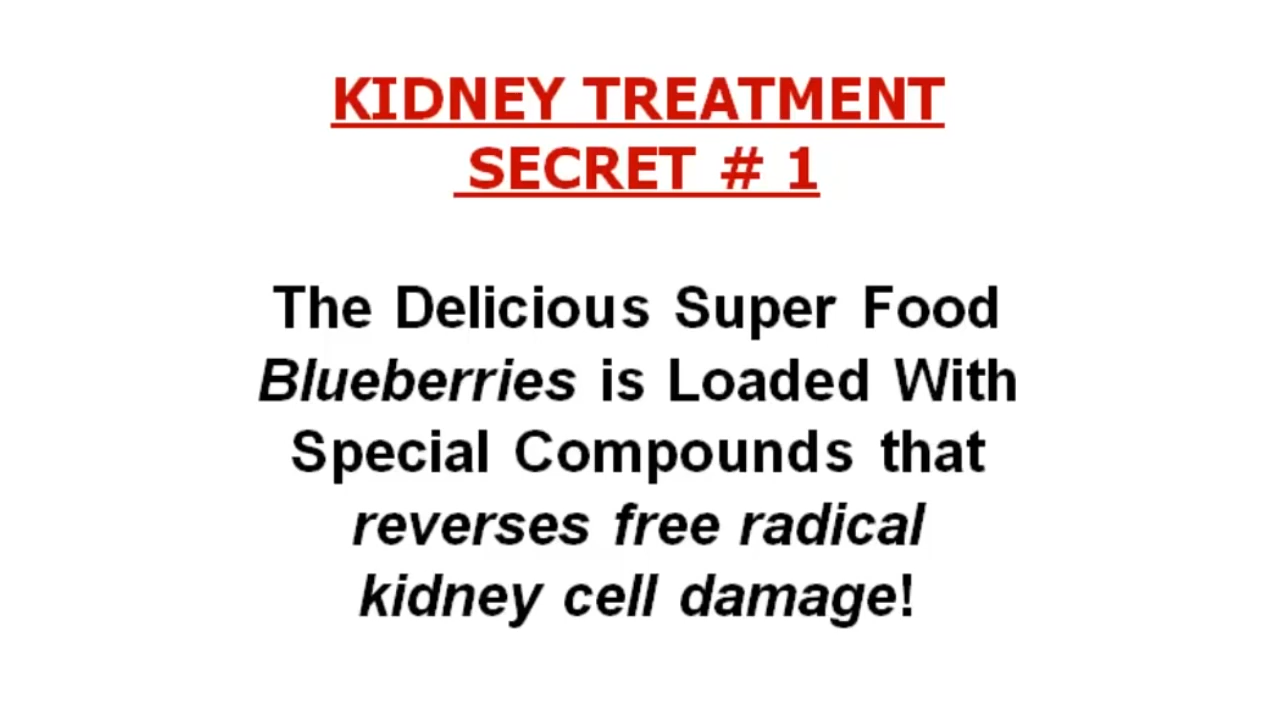 KIDNEY TREATMENT
SECRET # 1
The Delicious Super Food
Blueberries is Loaded With
Special Compounds that
reverses free radical
kidney cell damage!